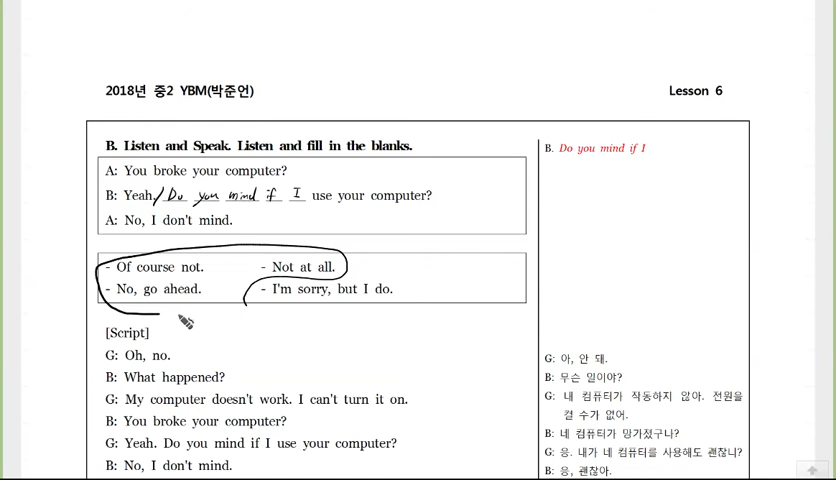 2018년 중2 YBM(박준언)
Lesson 6
B. Listen and Speak. Listen and fill in the blanks.
A: You broke your computer?
B: Yeah./ Do you mind if I use your computer?
A: No, I don't mind.
- Of course not.
- Not at all.
- No, go ahead.
- I'm sorry, but I do.
[Script]
G: Oh, no.
B: What happened?
G: My computer doesn't work. I can't turn it on.
B: You broke your computer?
G: Yeah. Do you mind if I use your computer?
B: No, I don't mind.
B. Do you mind if I
G: 아, 안 돼.
B: 무슨 일이야?
G: 내 컴퓨터가 작동하지 않아. 전원을
켤 수가 없어.
B: 네 컴퓨터가 망가졌구나?
G: 응. 내가 네 컴퓨터를 사용해도 괜찮니?
B: 응, 괜찮아.